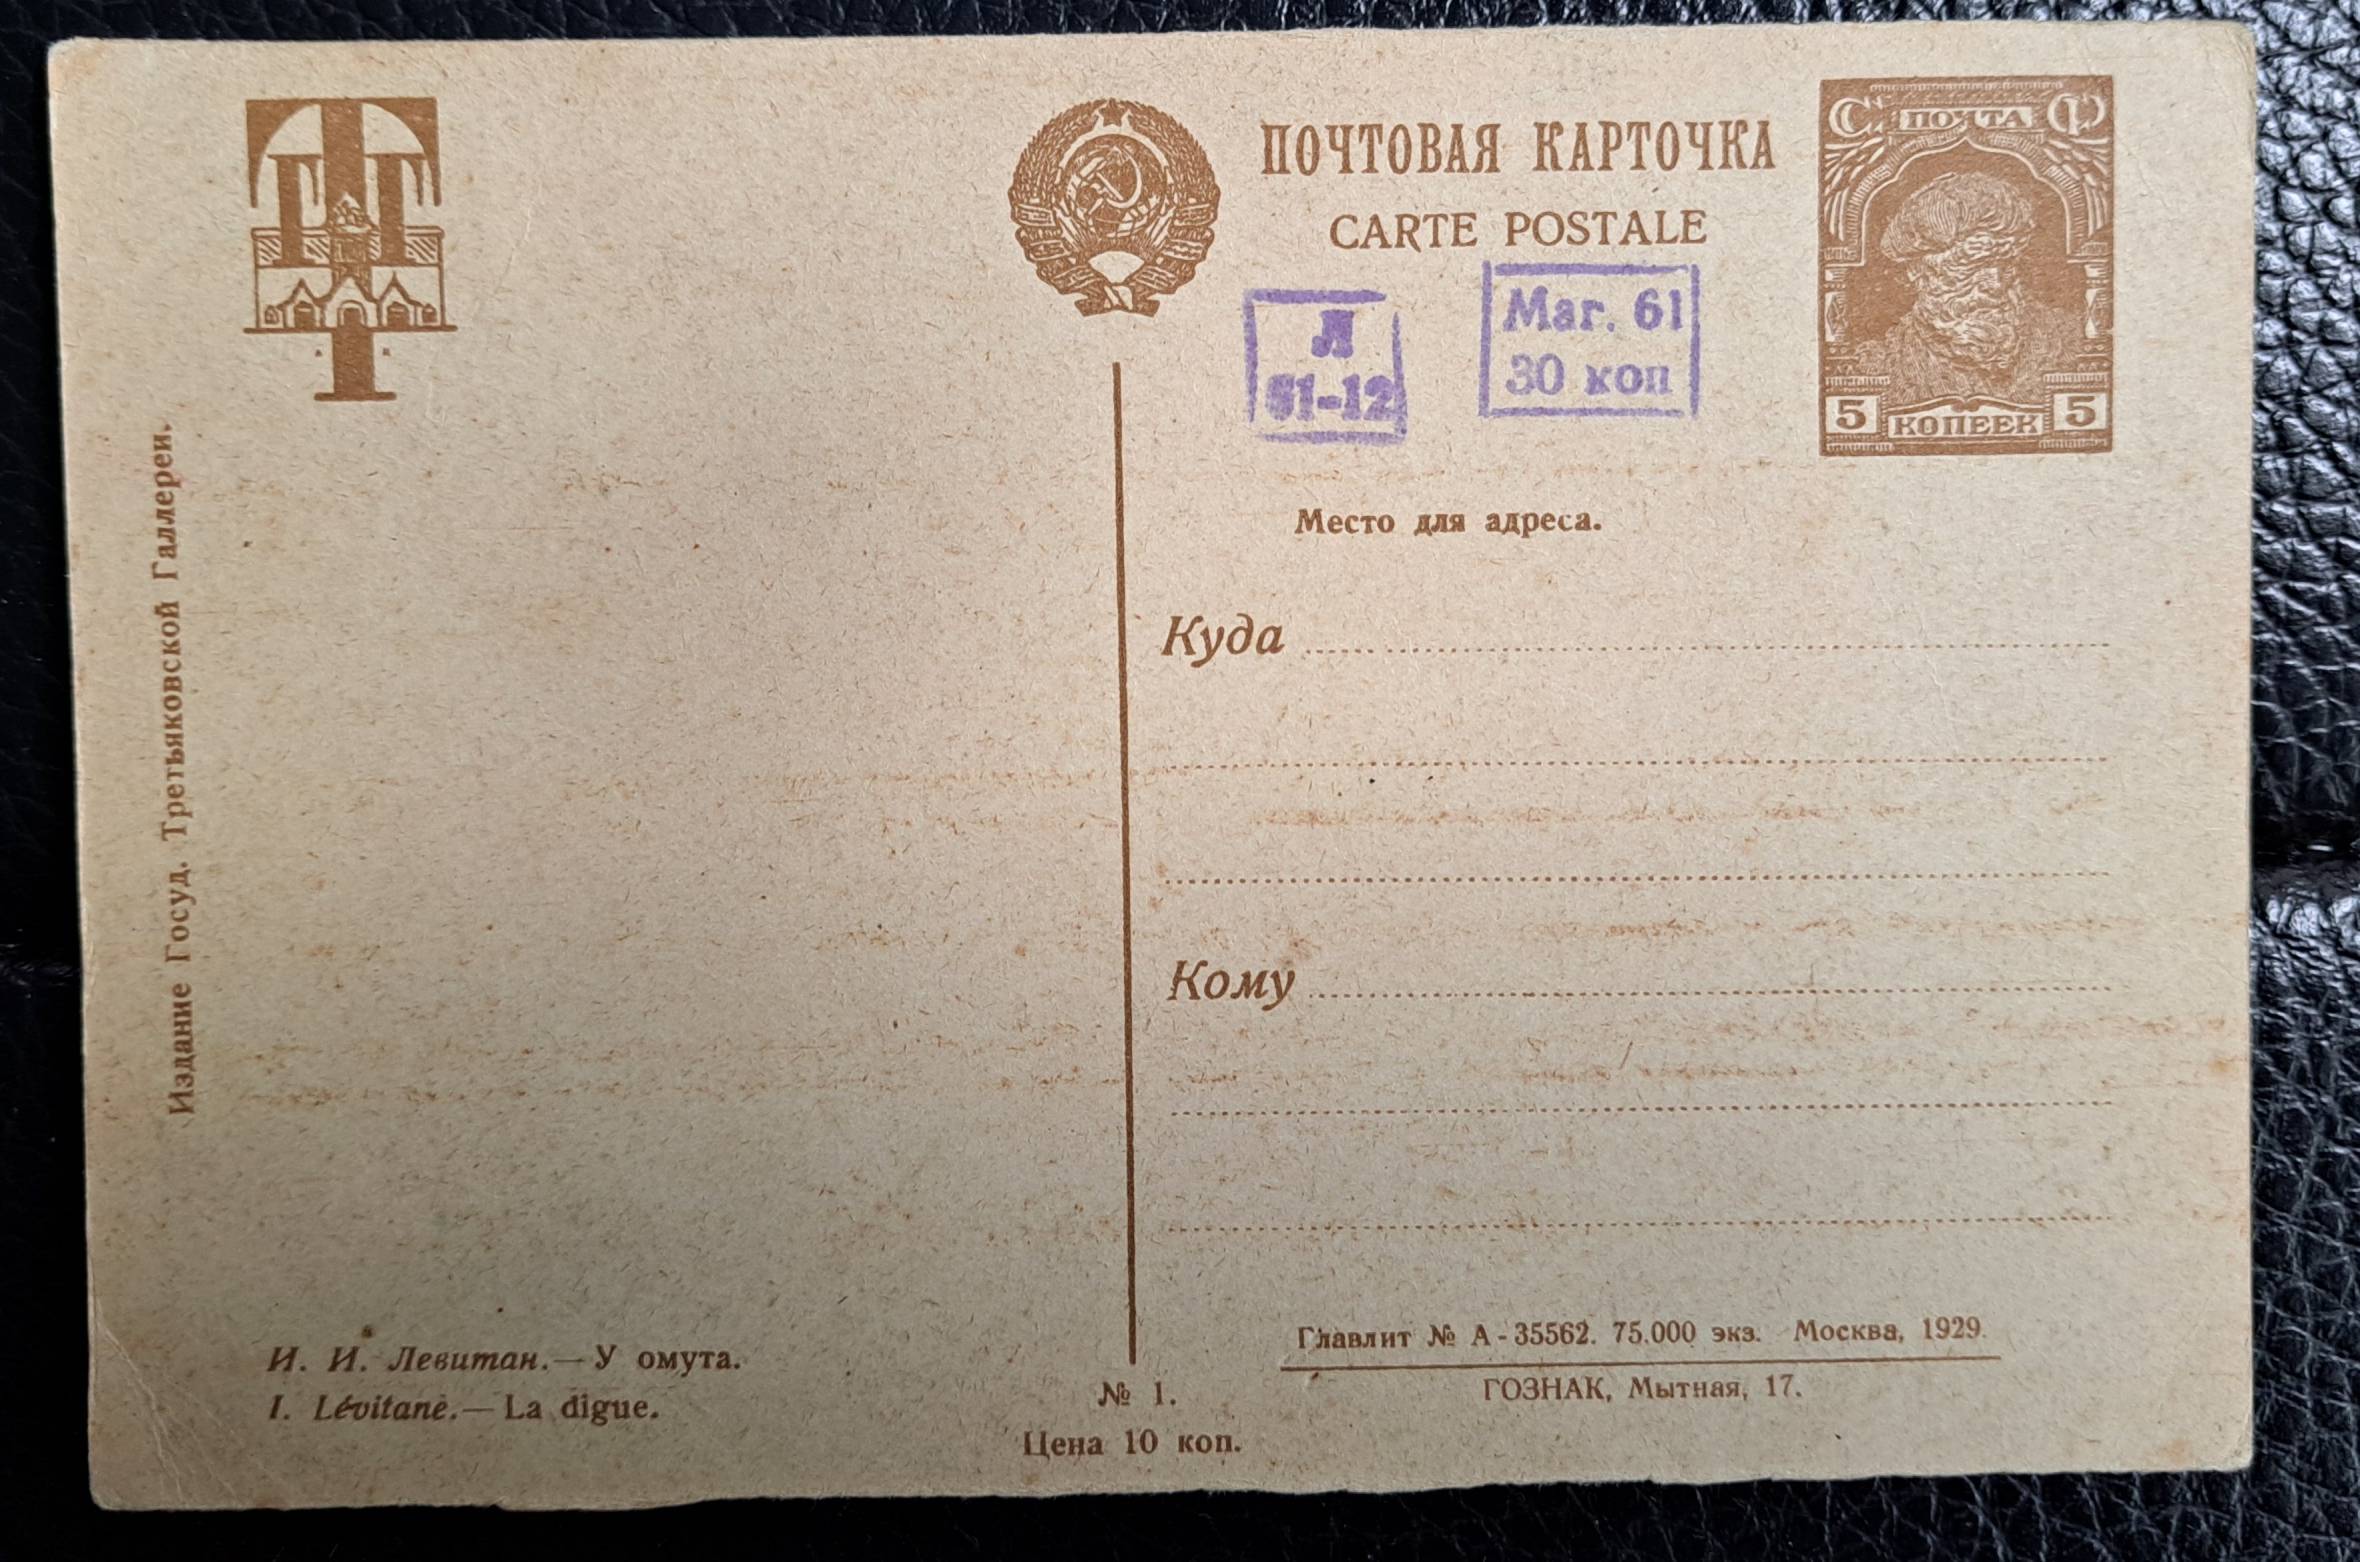 ПОЧТОВАЯ КАРТОЧКА
CARTE POSTALE
ПОЧТА
5 КОПЕЕК 5
Л
61-12
Маг. 61
30 коп
Место для адреса.
Куда
Кому
Издание Госуд. Третьяковской Галлереи.
И. И. Левитан.— У омута.
I. Lévitane.— La digue.
№ 1.
Цена 10 коп.
Главлит № А-35562. 75.000 экз. Москва, 1929.
ГОЗНАК, Мытная, 17.